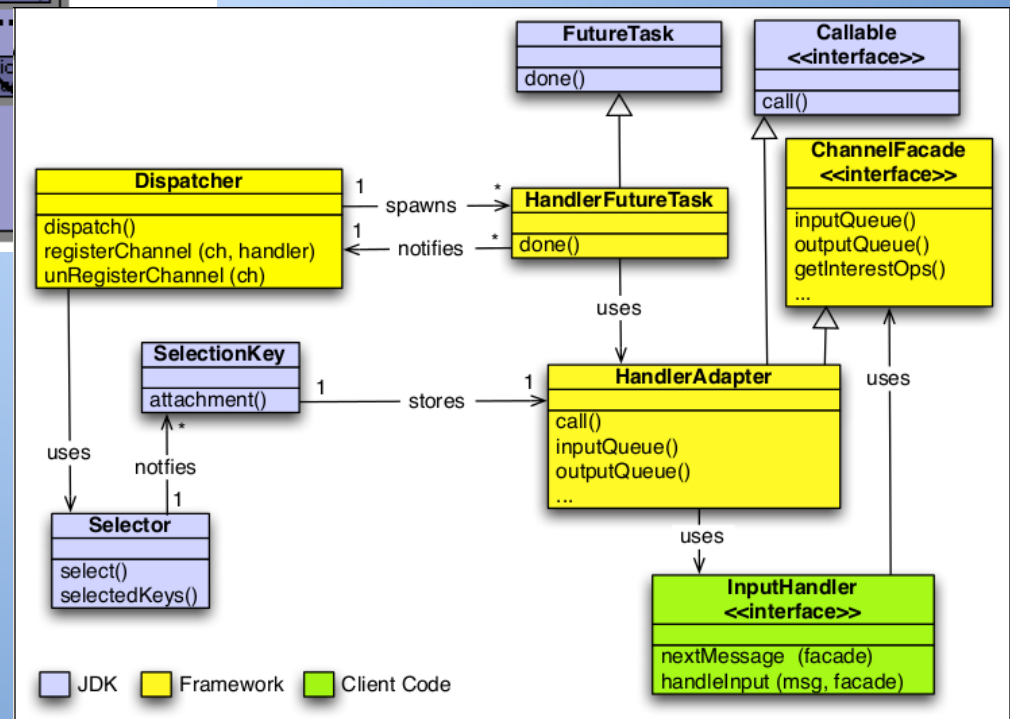 FutureTask
done()
Callable
<<interface>>
call()
ChannelFacade
<<interface>>
inputQueue()
outputQueue()
getInterestOps()
...
Dispatcher
dispatch()
registerChannel (ch, handler)
unRegisterChannel (ch)
1
spawns
*
1
notifies
*
HandlerFutureTask
done()
uses
SelectionKey
attachment()
1
stores
1
HandlerAdapter
call()
inputQueue()
outputQueue()
...
uses
uses
*
notfies
1
Selector
select()
selectedKeys()
uses
InputHandler
<<interface>>
nextMessage (facade)
handleInput (msg, facade)
JDK
Framework
Client Code